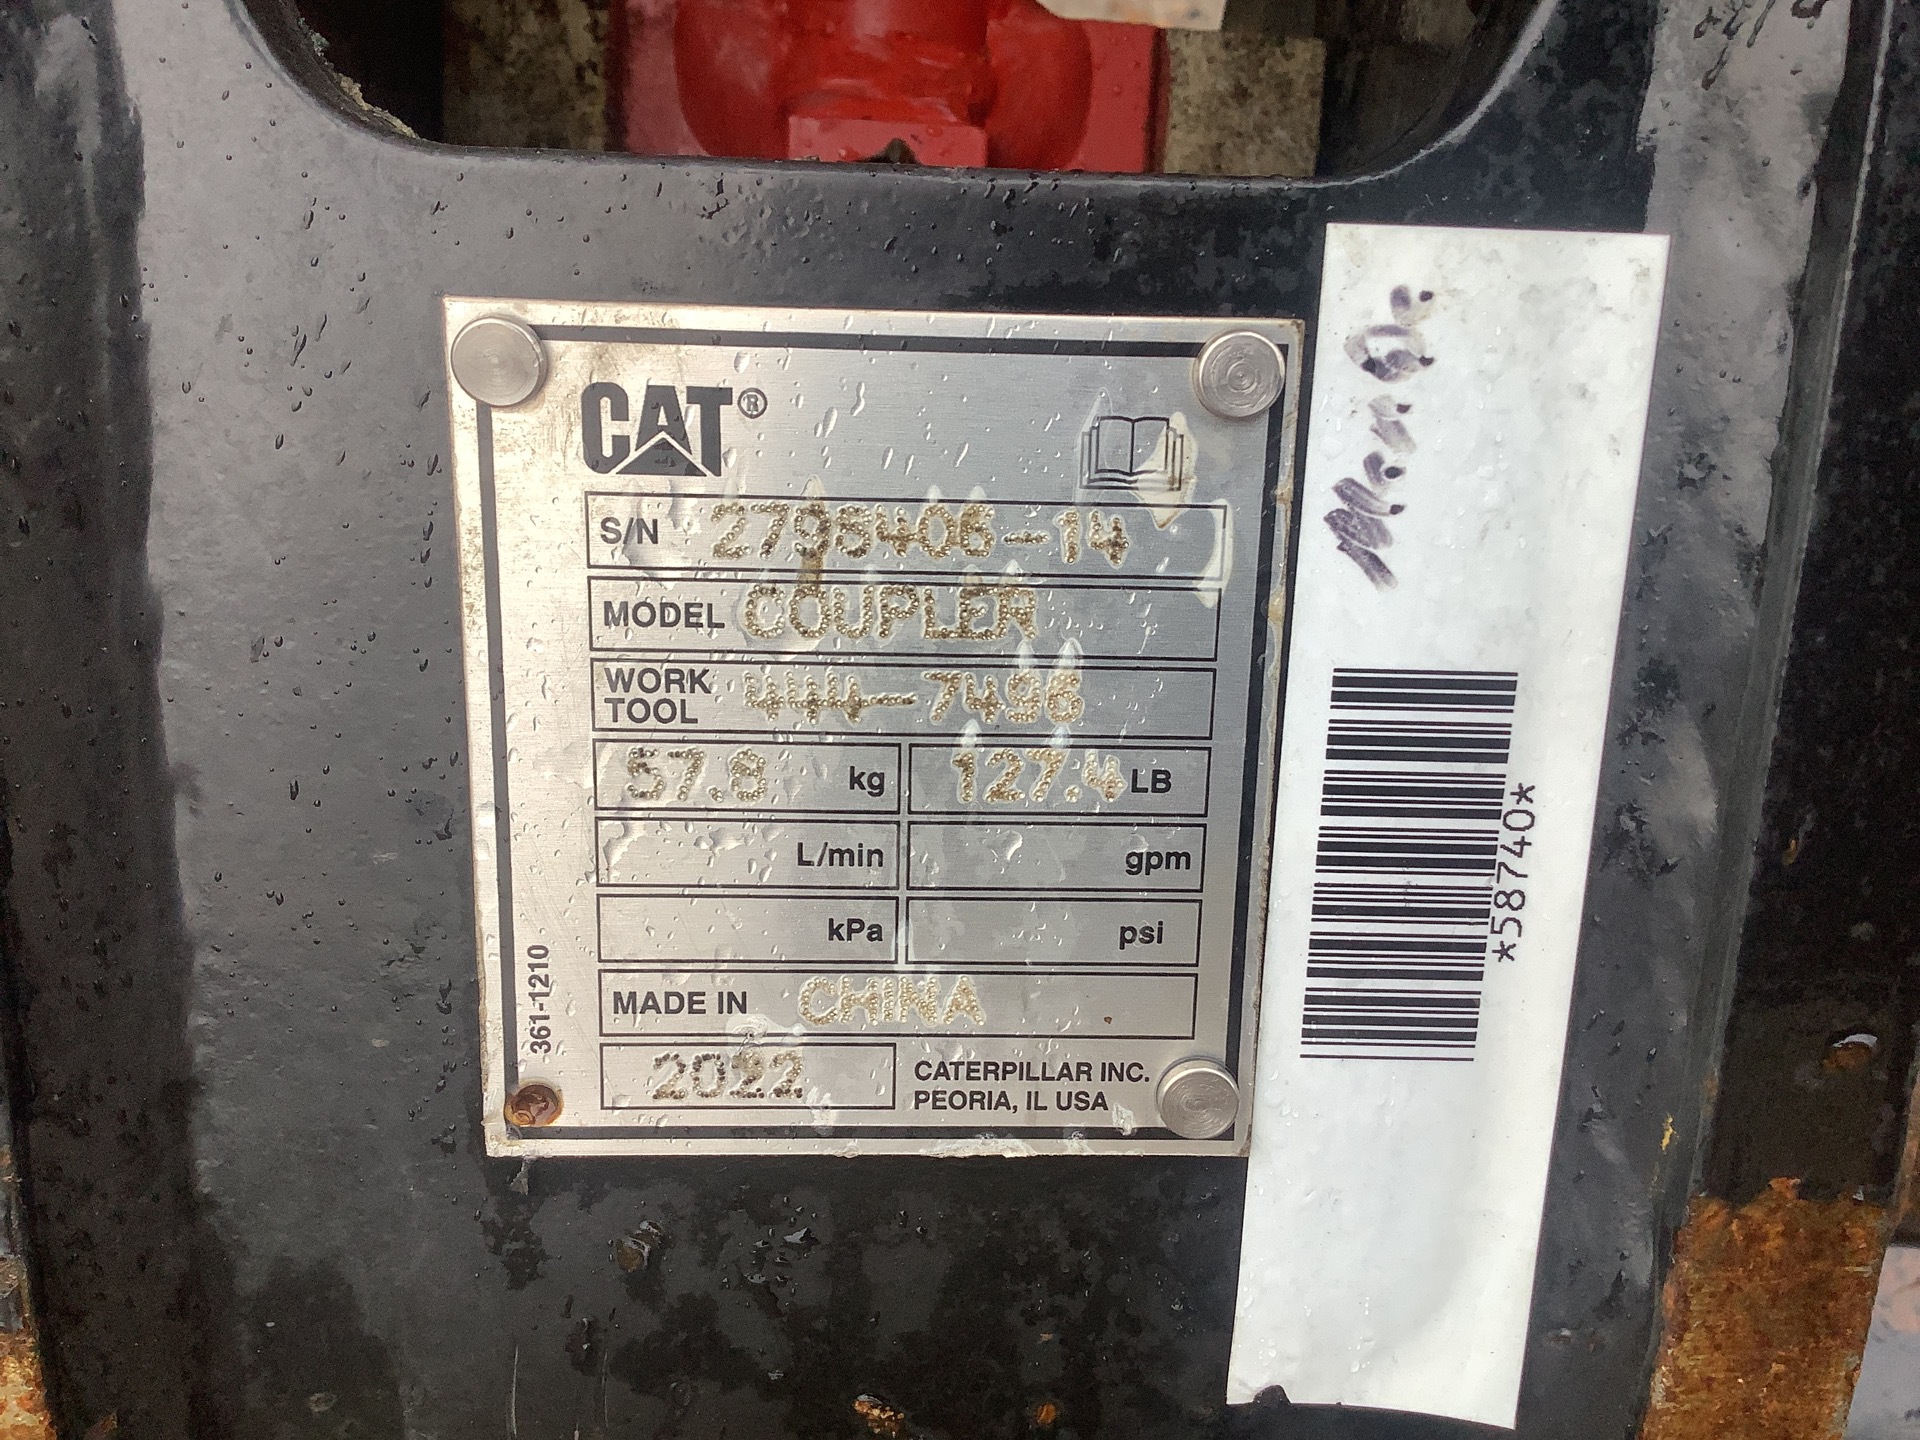 CAT®
S/N 2795406-14
MODEL COUPLER
WORK TOOL 444-7496
57.8 kg 127.4 LB
L/min gpm
kPa psi
MADE IN CHINA
2022 CATERPILLAR INC.
PEORIA, IL USA
361-1210
*58740*